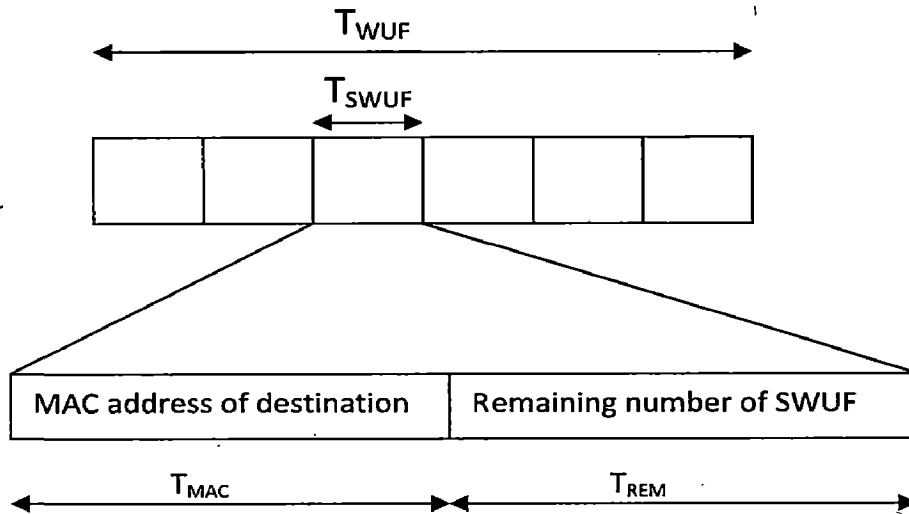 TWUF
TSWUF
MAC address of destination Remaining number of SWUF
TMAC TREM